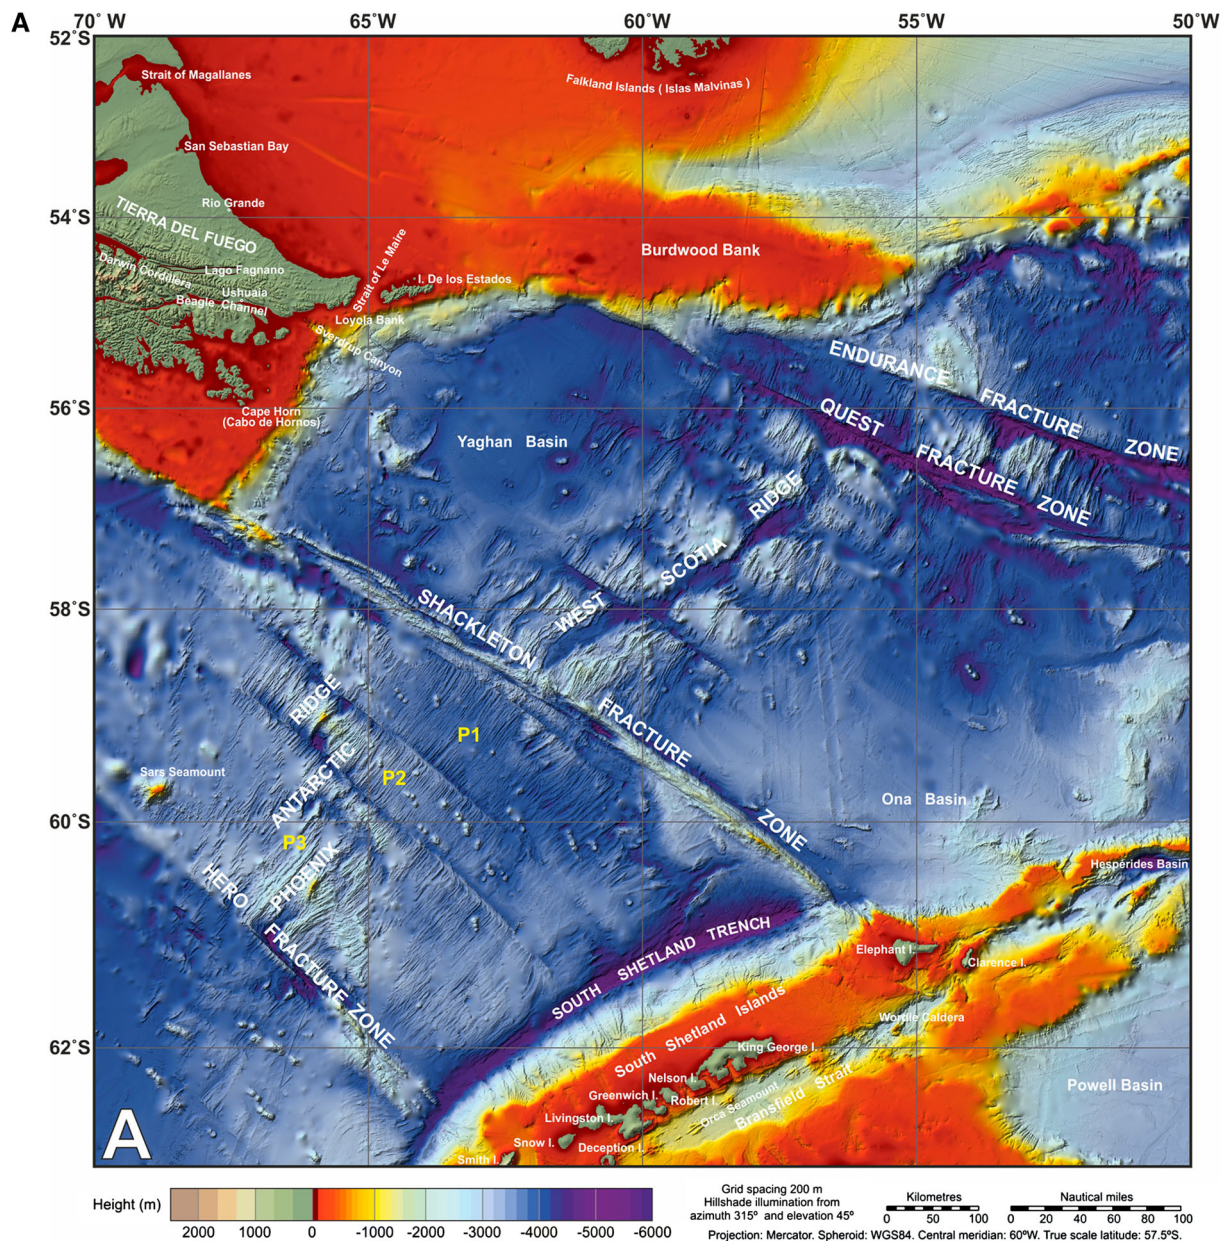 A
70° W
65°W
60°W
55°W
50°W
52°S
Strait of Magallanes
Falkland Islands ( Islas Malvinas )
San Sebastian Bay
Rio Grande
54°S
TIERRA DEL FUEGO
Burdwood Bank
Darwin Cordillera
Lago Fagnano
Strait of Le Maire
I. De los Estados
Ushuaia
Beagle Channel
Loyola Bank
Sverdrup Canyon
ENDURANCE FRACTURE ZONE
56°S
Cape Horn
(Cabo de Hornos)
QUEST FRACTURE ZONE
Yaghan Basin
WEST SCOTIA RIDGE
58°S
SHACKLETON FRACTURE ZONE
P1
P2
P3
PHOENIX ANTARCTIC RIDGE
Sars Seamount
Ona Basin
60°S
HERO FRACTURE ZONE
Hespérides Basin
SOUTH SHETLAND TRENCH
Elephant I.
Clarence I.
Wordie Caldera
South Shetland Islands
62°S
King George I.
Nelson I.
Greenwich I.
Robert I.
Orca Seamount
Bransfield Strait
Powell Basin
Livingston I.
Snow I.
Deception I.
Smith I.
A
Height (m)
2000 1000 0 -1000 -2000 -3000 -4000 -5000 -6000
Grid spacing 200 m
Hillshade illumination from
azimuth 315º and elevation 45º
Kilometres
0 50 100
Nautical miles
0 20 40 60 80 100
Projection: Mercator. Spheroid: WGS84. Central meridian: 60ºW. True scale latitude: 57.5ºS.